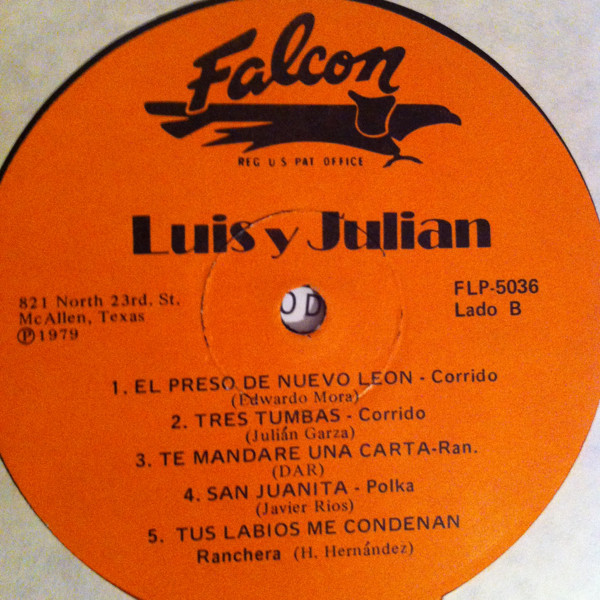 Falcon
REG U S PAT OFFICE
Luis y Julian
821 North 23rd. St.
McAllen, Texas
Ⓟ1979
FLP-5036
Lado B
OD
1. EL PRESO DE NUEVO LEON - Corrido
(Edwardo Mora)
2. TRES TUMBAS - Corrido
(Julián Garza)
3. TE MANDARE UNA CARTA-Ran.
(DAR)
4. SAN JUANITA - Polka
(Javier Rios)
5. TUS LABIOS ME CONDENAN
Ranchera (H. Hernández)